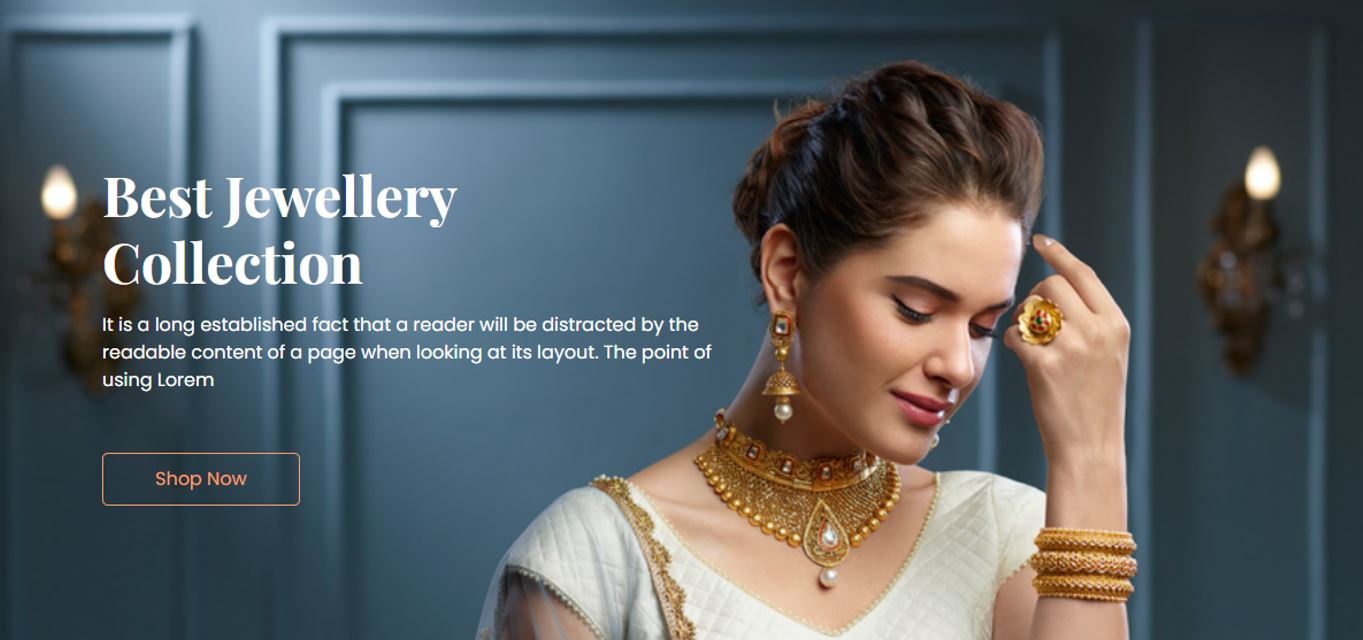 Best Jewellery
Collection
It is a long established fact that a reader will be distracted by the
readable content of a page when looking at its layout. The point of
using Lorem
Shop Now